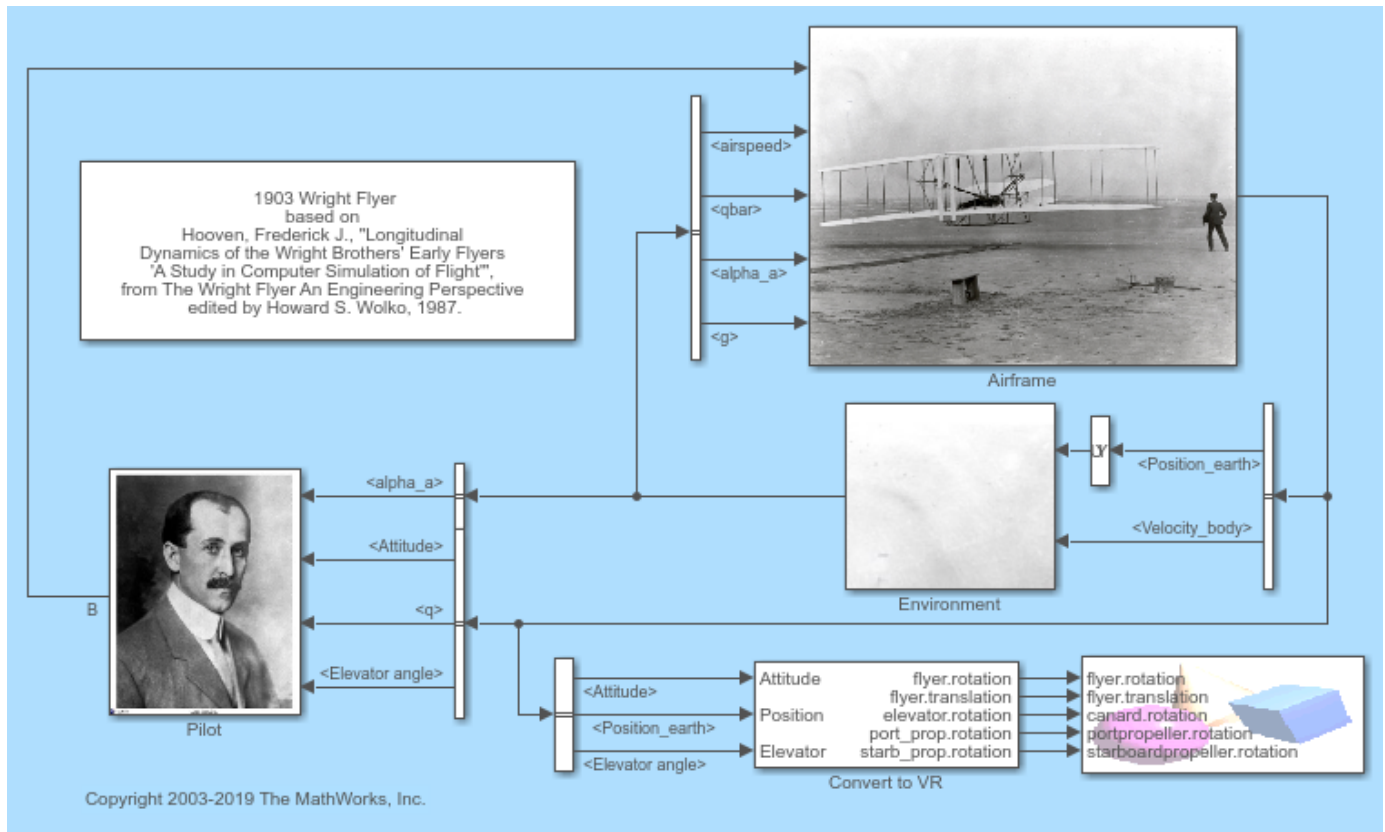 <airspeed>
<qbar>
<alpha_a>
<g>
Airframe
1903 Wright Flyer
based on
Hooven, Frederick J., "Longitudinal
Dynamics of the Wright Brothers' Early Flyers
'A Study in Computer Simulation of Flight'",
from The Wright Flyer An Engineering Perspective
edited by Howard S. Wolko, 1987.
<Position_earth>
<Velocity_body>
Environment
<alpha_a>
<Attitude>
<q>
<Elevator angle>
B
Pilot
<Attitude>
<Position_earth>
<Elevator angle>
Attitude flyer.rotation
flyer.translation
Position elevator.rotation
port_prop.rotation
Elevator starb_prop.rotation
Convert to VR
flyer.rotation
flyer.translation
canard.rotation
portpropeller.rotation
starboardpropeller.rotation
Copyright 2003-2019 The MathWorks, Inc.